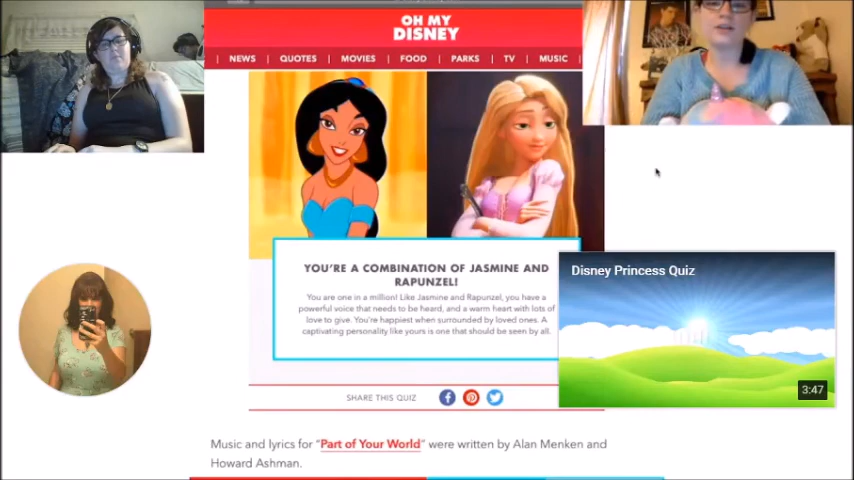 OH MY
DISNEY
NEWS | QUOTES | MOVIES | FOOD | PARKS | TV | MUSIC
YOU'RE A COMBINATION OF JASMINE AND
RAPUNZEL!
You are one in a million! Like Jasmine and Rapunzel, you have a
powerful voice that needs to be heard, and a warm heart with lots of
love to give. You're happiest when surrounded by loved ones. A
captivating personality like yours is one that should be seen by all.
Disney Princess Quiz
3:47
SHARE THIS QUIZ
Music and lyrics for "Part of Your World" were written by Alan Menken and
Howard Ashman.